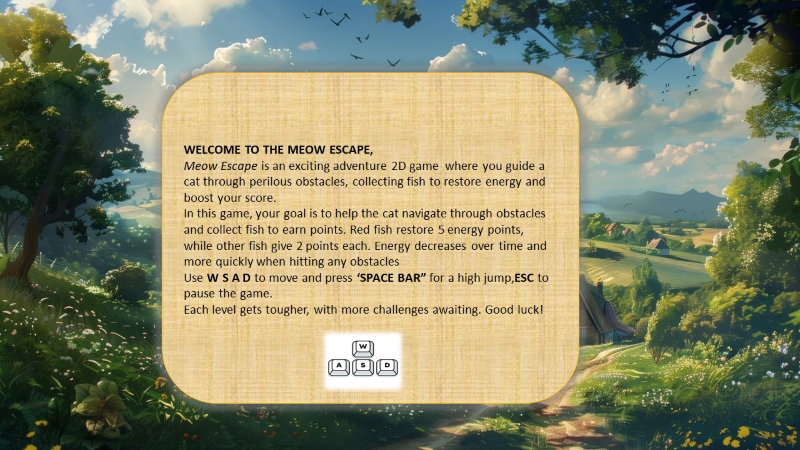 WELCOME TO THE MEOW ESCAPE,
Meow Escape is an exciting adventure 2D game where you guide a
cat through perilous obstacles, collecting fish to restore energy and
boost your score.
In this game, your goal is to help the cat navigate through obstacles
and collect fish to earn points. Red fish restore 5 energy points,
while other fish give 2 points each. Energy decreases over time and
more quickly when hitting any obstacles
Use W S A D to move and press ‘SPACE BAR” for a high jump,ESC to
pause the game.
Each level gets tougher, with more challenges awaiting. Good luck!
W
A S D